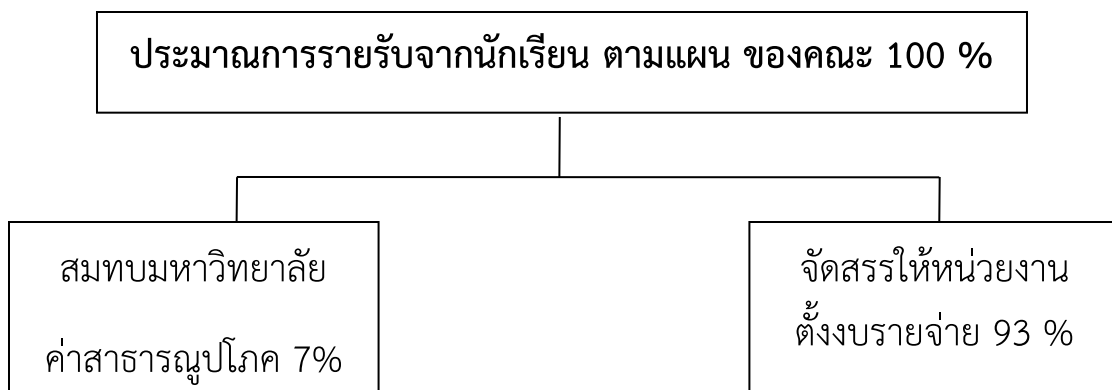 ประมาณการรายรับจากนักเรียน ตามแผน ของคณะ 100 %
สมทบมหาวิทยาลัย
ค่าสาธารณูปโภค 7%
จัดสรรให้หน่วยงาน
ตั้งงบรายจ่าย 93 %